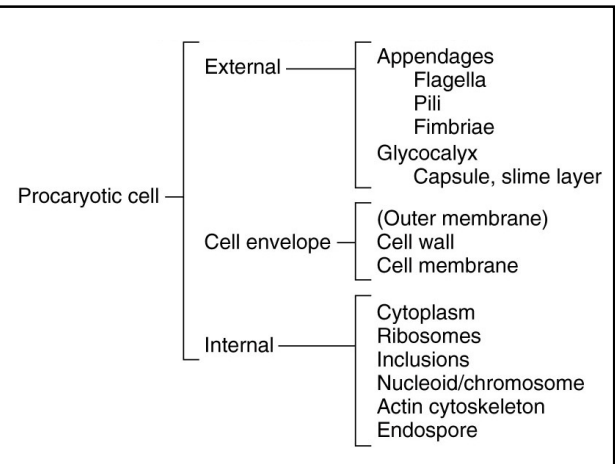 Procaryotic cell
External
Appendages
Flagella
Pili
Fimbriae
Glycocalyx
Capsule, slime layer
Cell envelope
(Outer membrane)
Cell wall
Cell membrane
Internal
Cytoplasm
Ribosomes
Inclusions
Nucleoid/chromosome
Actin cytoskeleton
Endospore